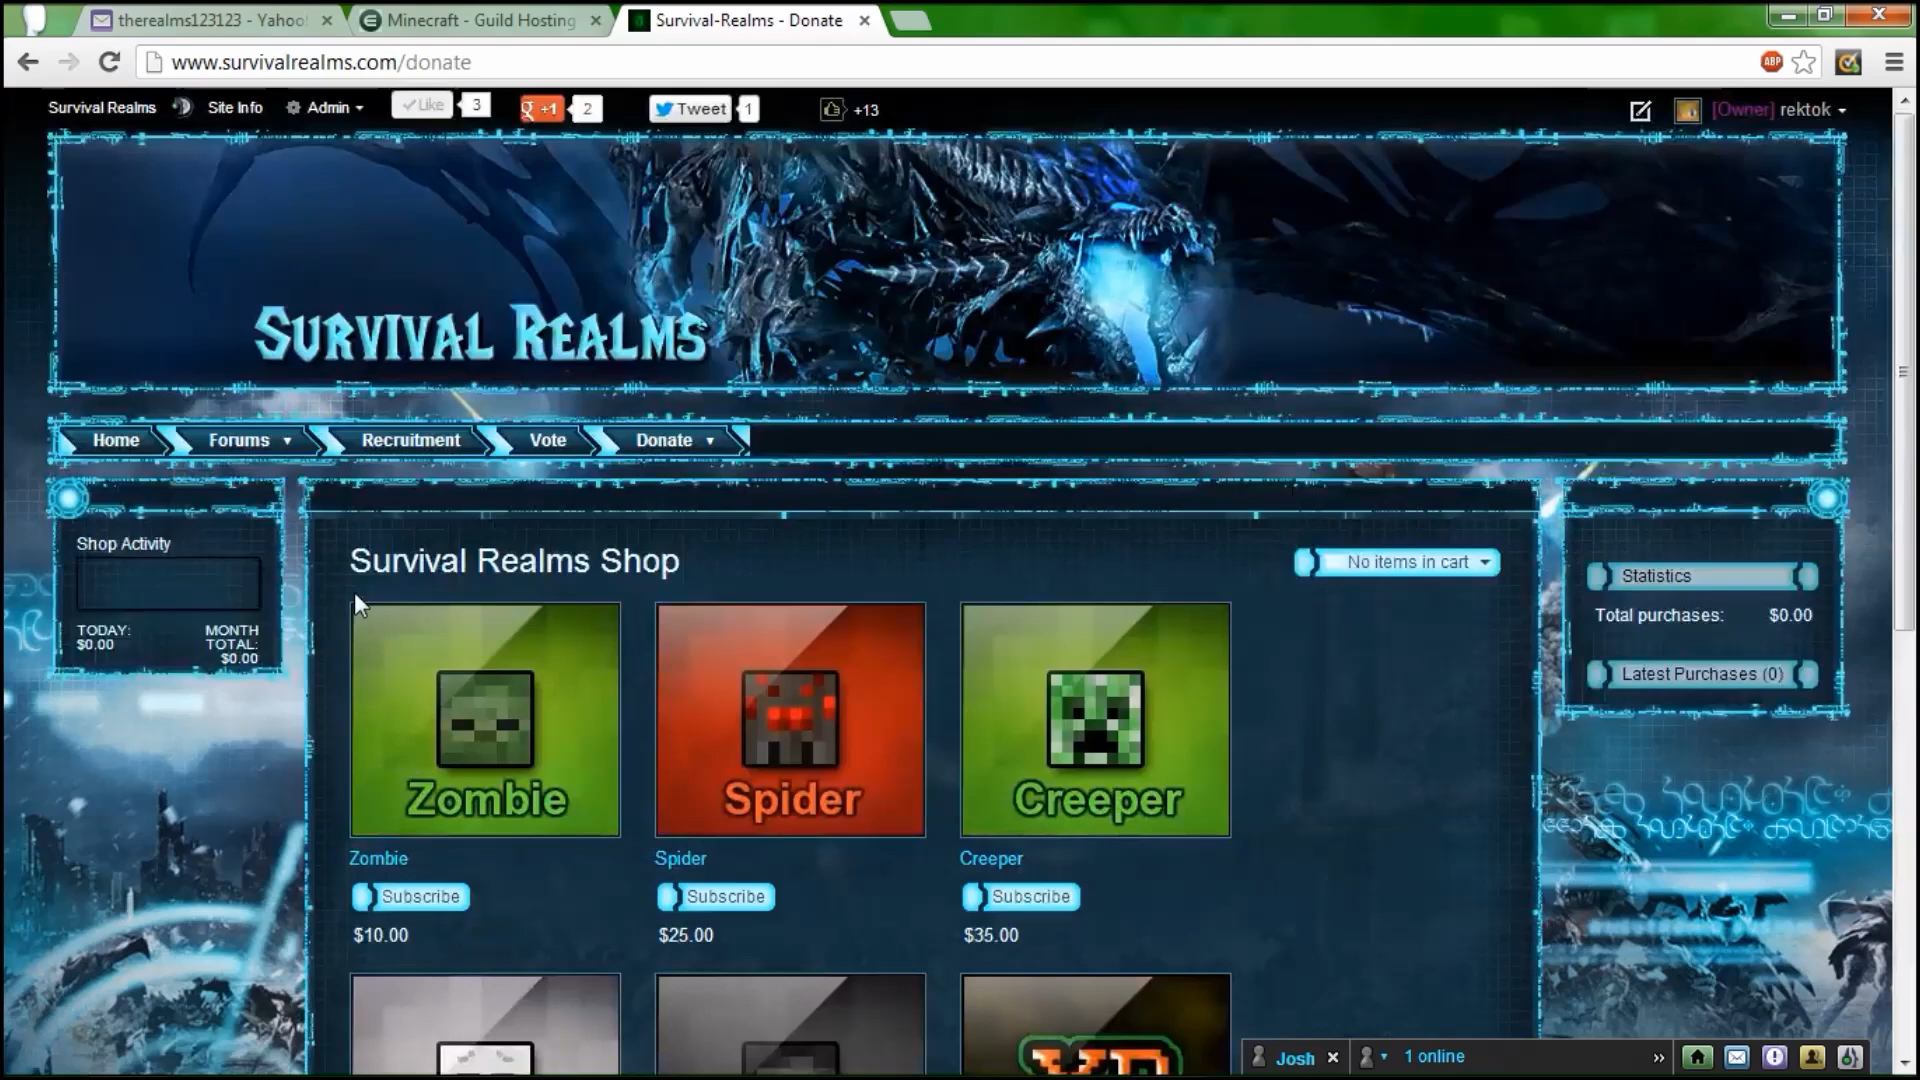 therealms123123 - Yahoo!
Minecraft - Guild Hosting
Survival-Realms - Donate
www.survivalrealms.com/donate
ABP
Survival Realms
Site Info
Admin
Like
3
+1
2
Tweet
1
+13
[Owner] rektok
Survival Realms
Home
Forums
Recruitment
Vote
Donate
Shop Activity
TODAY:
$0.00
MONTH
TOTAL:
$0.00
Survival Realms Shop
No items in cart
Statistics
Total purchases: $0.00
Latest Purchases (0)
Zombie
Spider
Creeper
Zombie
Spider
Creeper
Subscribe
Subscribe
Subscribe
$10.00
$25.00
$35.00
Josh
1 online